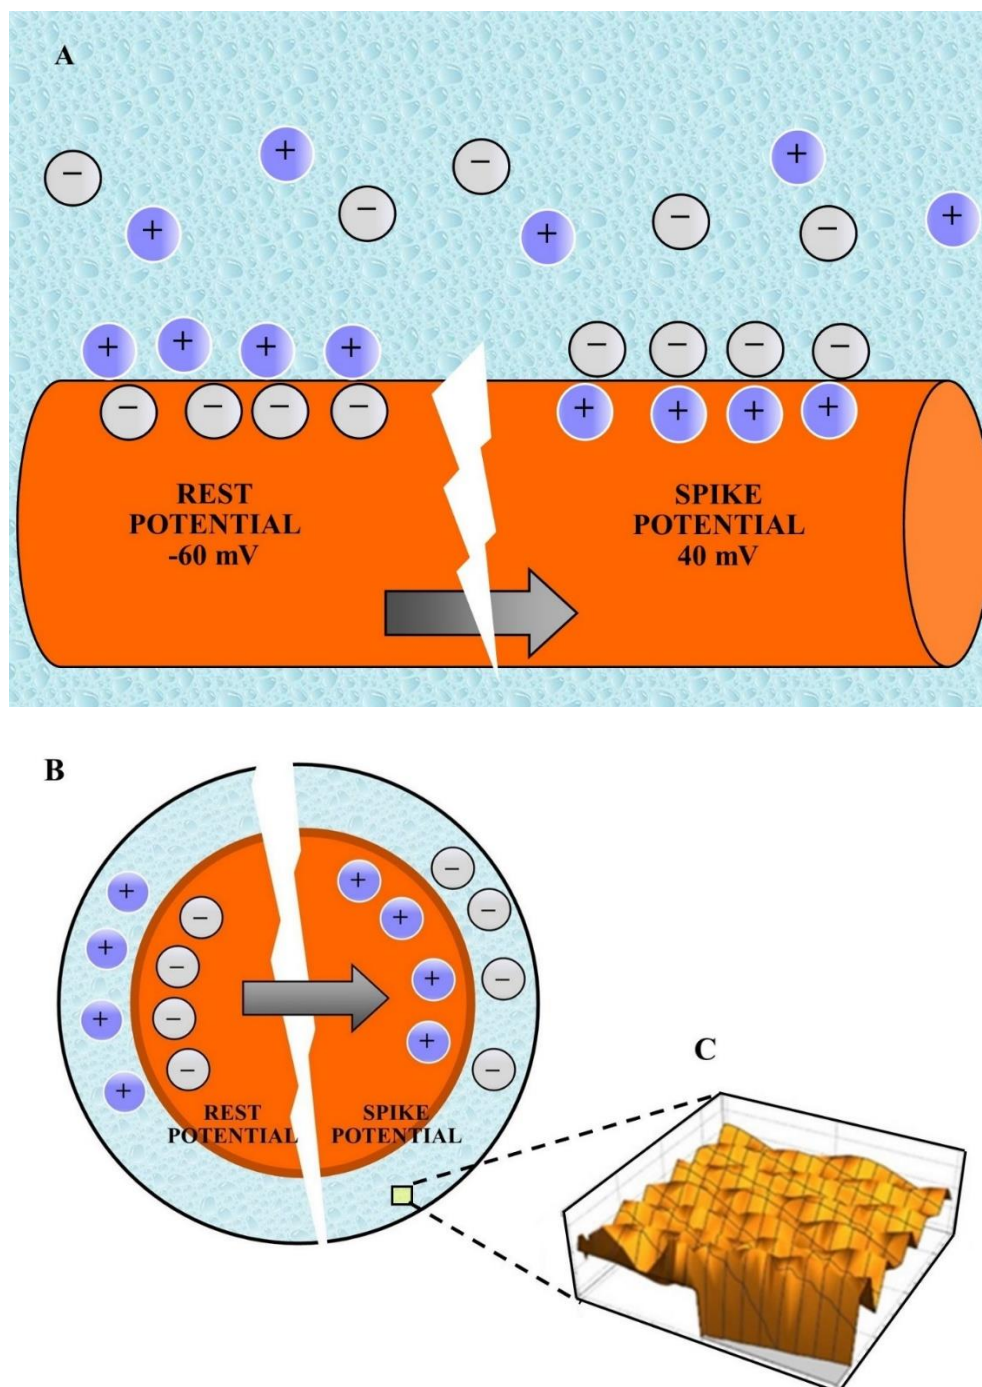 A
− + − + − + − + − +
+ + + + − − − −
− − − − + + + +
REST
POTENTIAL
-60 mV
SPIKE
POTENTIAL
40 mV
B
+ + + +
− − − −
+ + + +
− − − −
REST
POTENTIAL
SPIKE
POTENTIAL
C